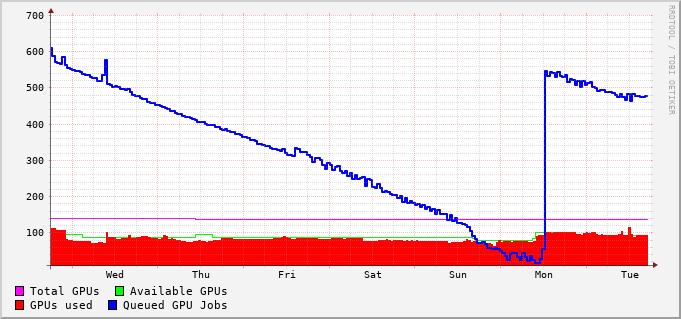 700
600
500
400
300
200
100
Wed Thu Fri Sat Sun Mon Tue
Total GPUs Available GPUs
GPUs used Queued GPU Jobs
RRDTOOL / TOBI OETIKER